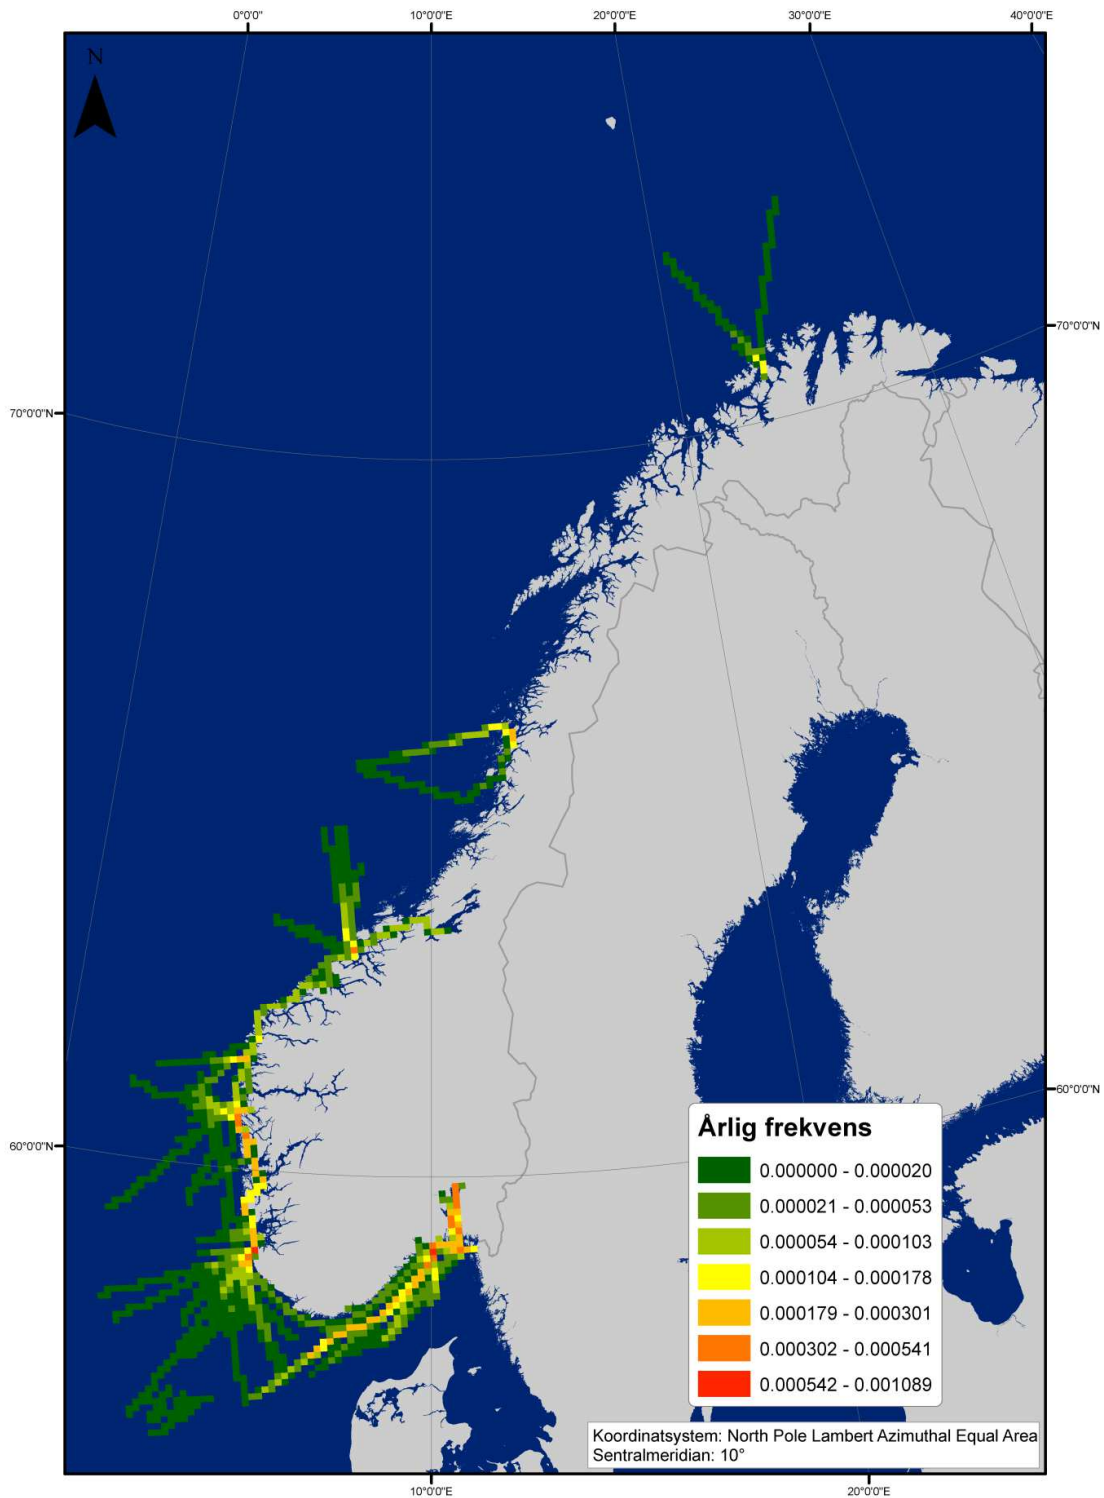 0°0'0" 10°0'0"E 20°0'0"E 30°0'0"E 40°0'0"E
N
70°0'0"N
70°0'0"N
60°0'0"N
60°0'0"N
Årlig frekvens
0.000000 - 0.000020
0.000021 - 0.000053
0.000054 - 0.000103
0.000104 - 0.000178
0.000179 - 0.000301
0.000302 - 0.000541
0.000542 - 0.001089
Koordinatsystem: North Pole Lambert Azimuthal Equal Area
Sentralmeridian: 10°
10°0'0"E 20°0'0"E